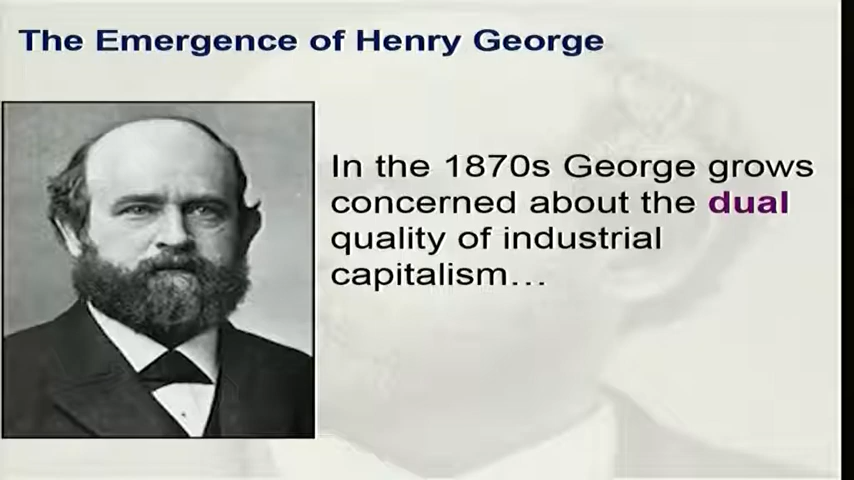 The Emergence of Henry George
In the 1870s George grows
concerned about the dual
quality of industrial
capitalism…